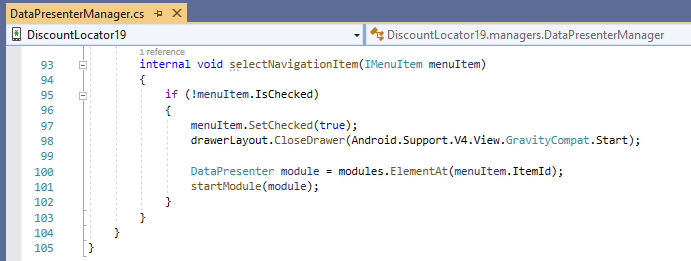 DataPresenterManager.cs
DiscountLocator19 DiscountLocator19.managers.DataPresenterManager
1 reference
93 internal void selectNavigationItem(IMenuItem menuItem)
94 {
95 if (!menuItem.IsChecked)
96 {
97 menuItem.SetChecked(true);
98 drawerLayout.CloseDrawer(Android.Support.V4.View.GravityCompat.Start);
99
100 DataPresenter module = modules.ElementAt(menuItem.ItemId);
101 startModule(module);
102 }
103 }
104 }
105 }